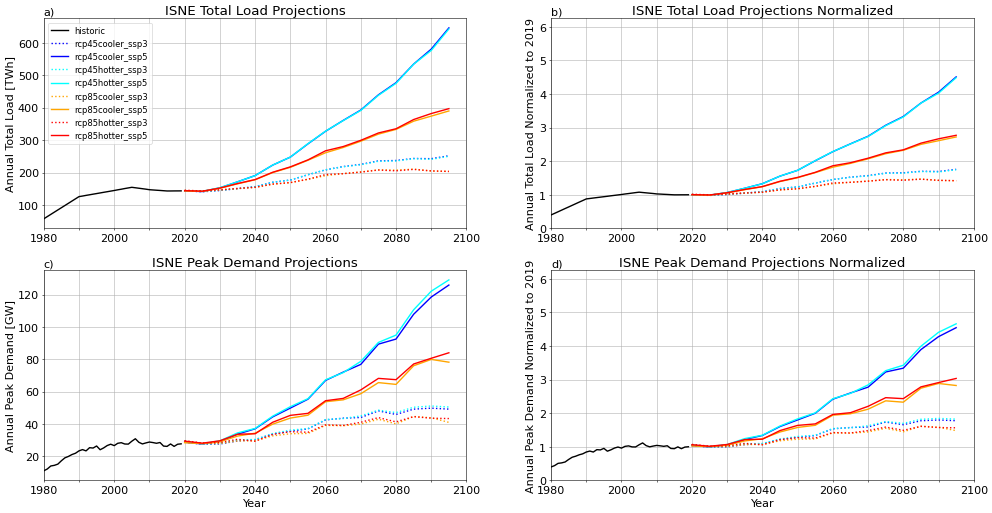 a) ISNE Total Load Projections
Annual Total Load [TWh]
600
500
400
300
200
100
historic
rcp45cooler_ssp3
rcp45cooler_ssp5
rcp45hotter_ssp3
rcp45hotter_ssp5
rcp85cooler_ssp3
rcp85cooler_ssp5
rcp85hotter_ssp3
rcp85hotter_ssp5
1980 2000 2020 2040 2060 2080 2100
b) ISNE Total Load Projections Normalized
Annual Total Load Normalized to 2019
6
5
4
3
2
1
0
1980 2000 2020 2040 2060 2080 2100
c) ISNE Peak Demand Projections
Annual Peak Demand [GW]
120
100
80
60
40
20
1980 2000 2020 2040 2060 2080 2100
Year
d) ISNE Peak Demand Projections Normalized
Annual Peak Demand Normalized to 2019
6
5
4
3
2
1
0
1980 2000 2020 2040 2060 2080 2100
Year